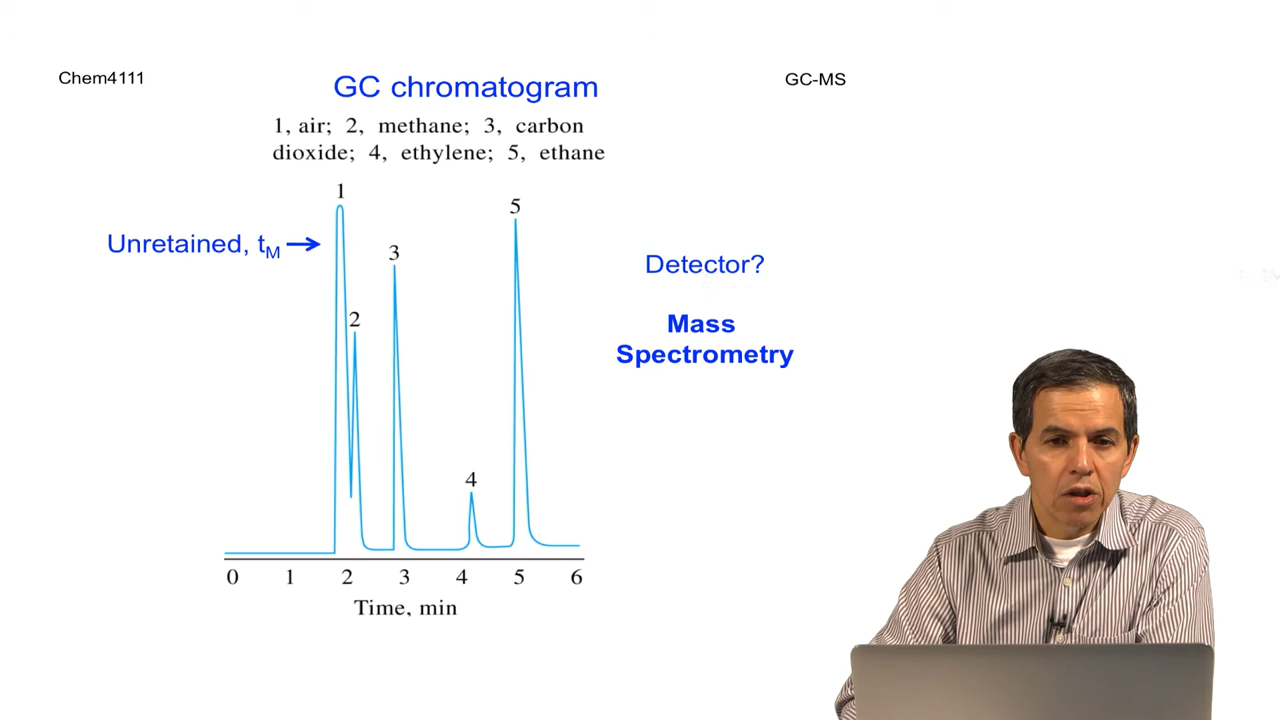 Chem4111
GC-MS
GC chromatogram
1, air; 2, methane; 3, carbon
dioxide; 4, ethylene; 5, ethane
1
Unretained, tM
2
3
4
5
Detector?
Mass
Spectrometry
0 1 2 3 4 5 6
Time, min